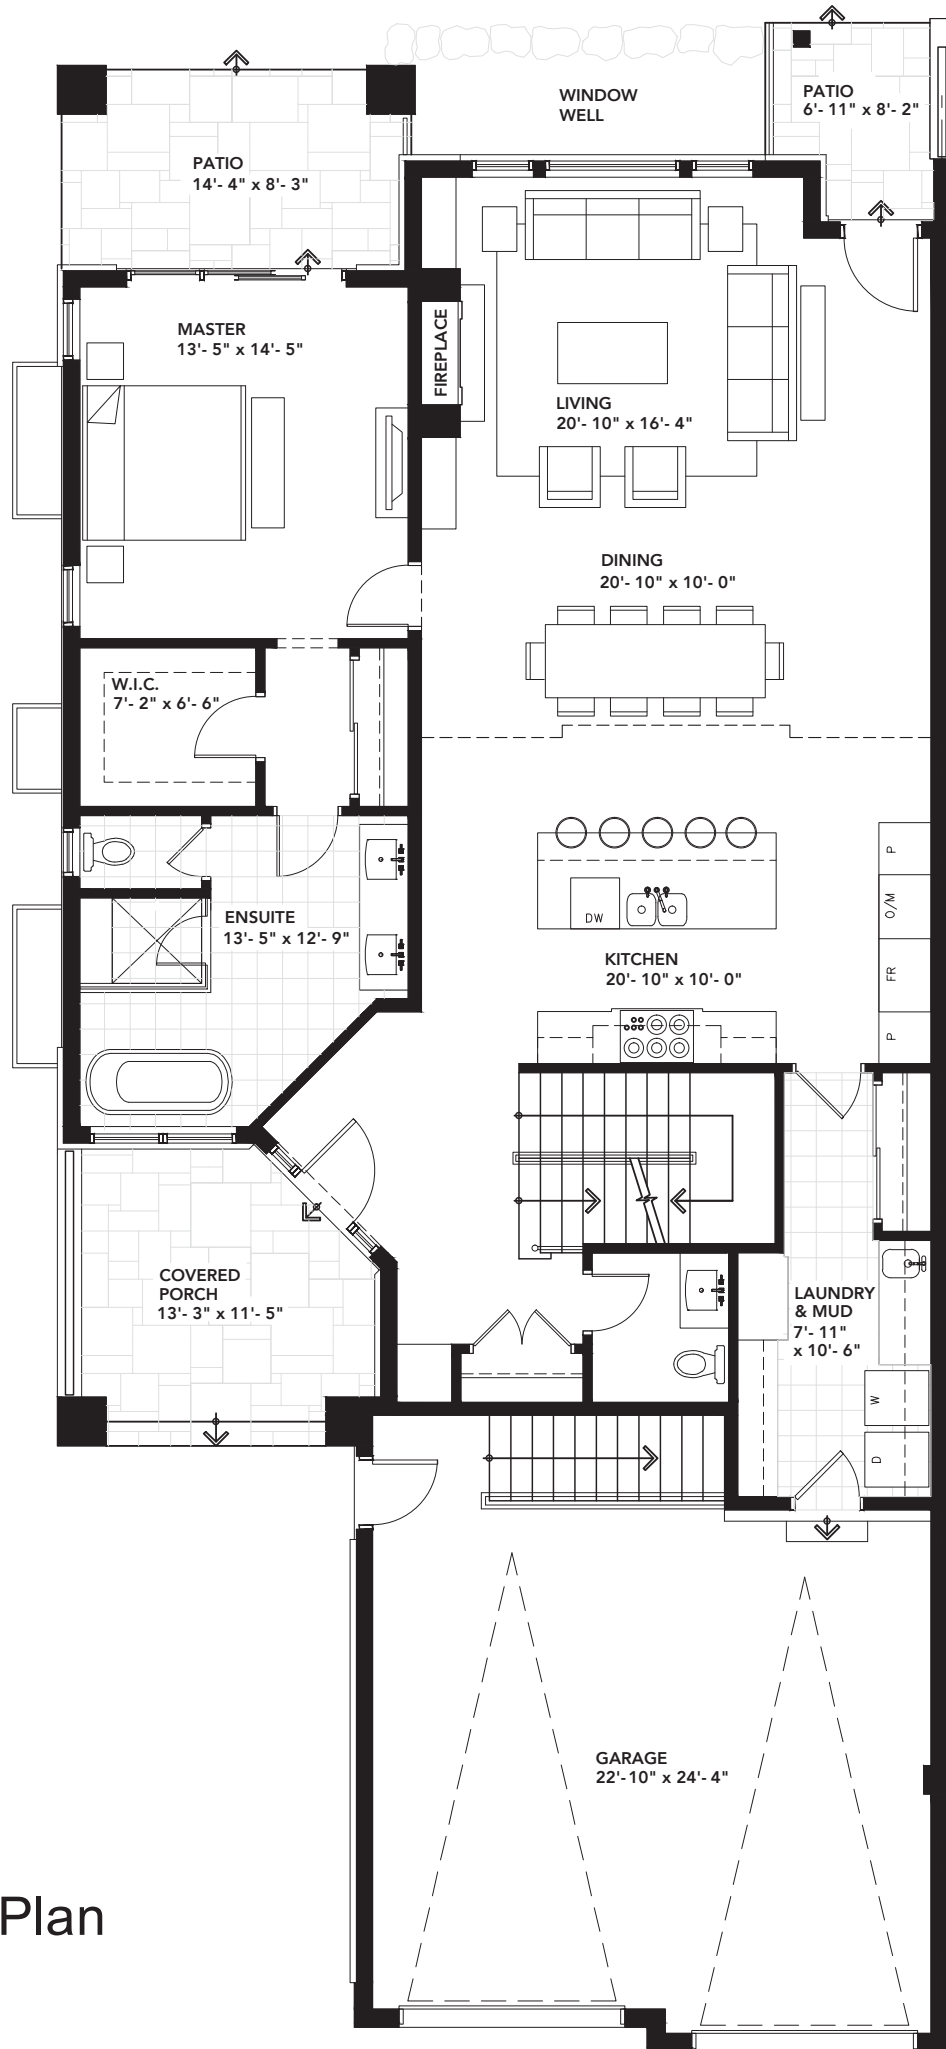 WINDOW
WELL
PATIO
6'- 11" x 8'- 2"
PATIO
14'- 4" x 8'- 3"
MASTER
13'- 5" x 14'- 5"
FIREPLACE
LIVING
20'- 10" x 16'- 4"
DINING
20'- 10" x 10'- 0"
W.I.C.
7'- 2" x 6'- 6"
P
O/M
FR
P
DW
ENSUITE
13'- 5" x 12'- 9"
KITCHEN
20'- 10" x 10'- 0"
COVERED
PORCH
13'- 3" x 11'- 5"
LAUNDRY
& MUD
7'- 11"
x 10'- 6"
W
D
GARAGE
22'- 10" x 24'- 4"
Plan